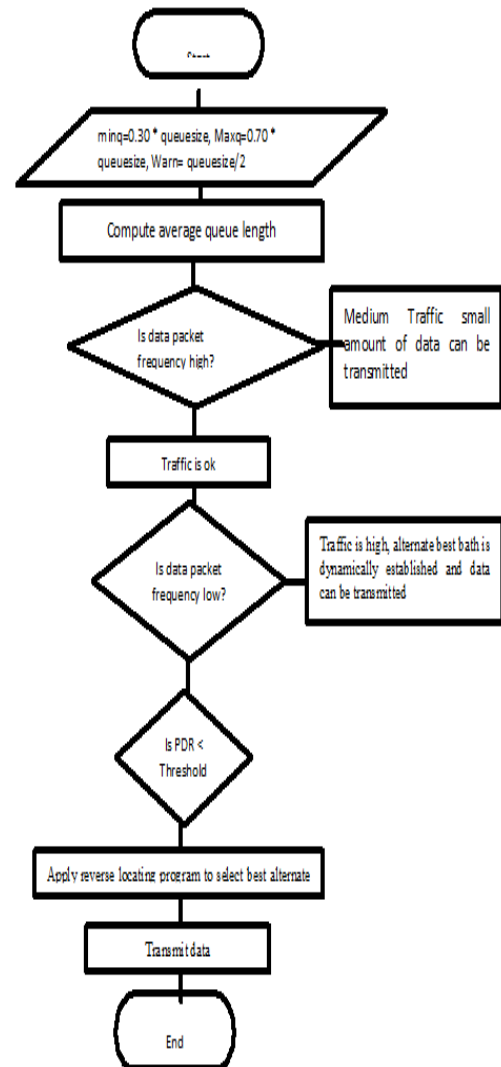 minq=0.30 * queuesize, Maxq=0.70 *
queuesize, Warn= queuesize/2
Compute average queue length
Is data packet
frequency high?
Medium Traffic small
amount of data can be
transmitted
Traffic is ok
Is data packet
frequency low?
Traffic is high, alternate best bath is
dynamically established and data
can be transmitted
Is PDR <
Threshold
Apply reverse locating program to select best alternate
Transmit data
End